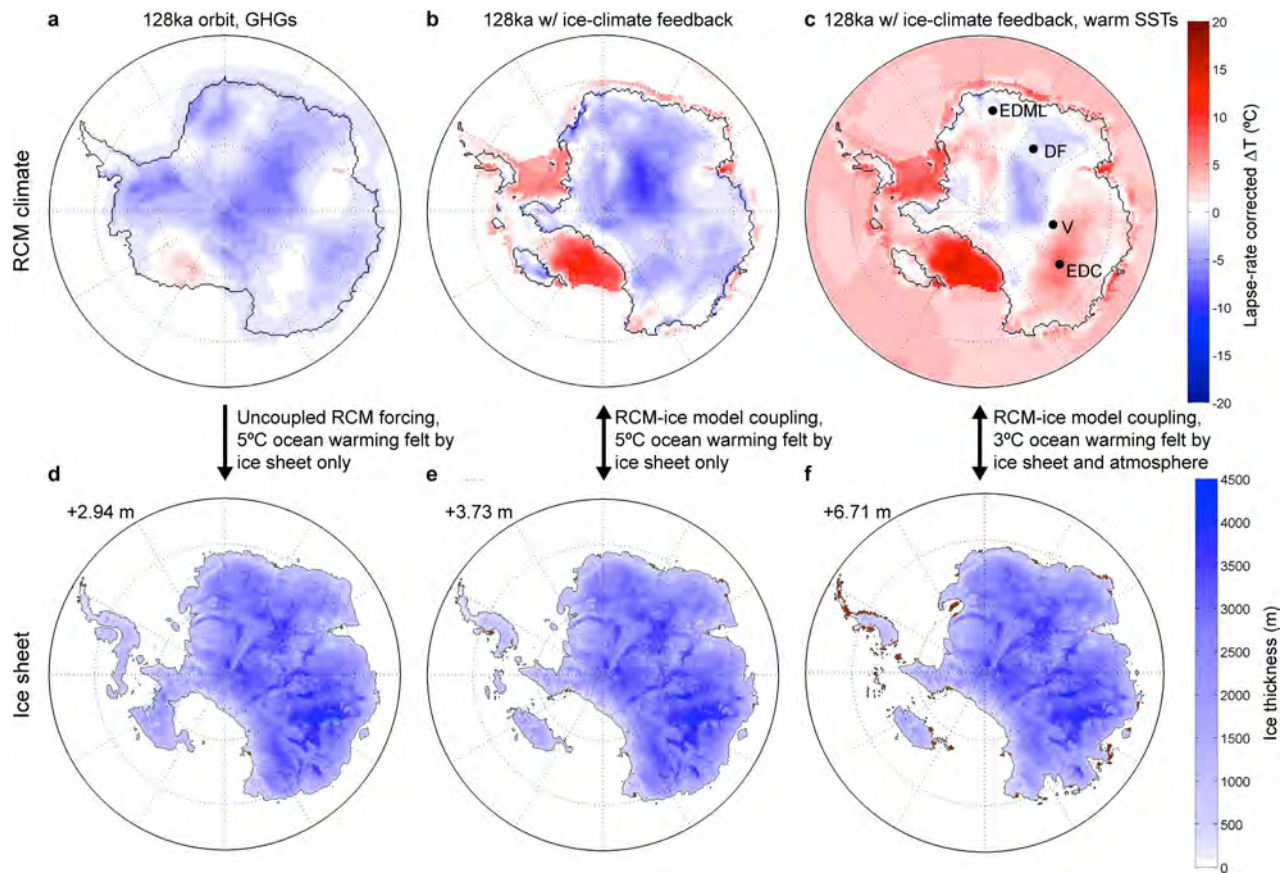 a 128ka orbit, GHGs
b 128ka w/ ice-climate feedback
c 128ka w/ ice-climate feedback, warm SSTs
RCM climate
EDML
DF
V
EDC
20
15
10
5
0
-5
-10
-15
-20
Lapse-rate corrected ΔT (ºC)
Uncoupled RCM forcing,
5ºC ocean warming felt by
ice sheet only
RCM-ice model coupling,
5ºC ocean warming felt by
ice sheet only
RCM-ice model coupling,
3ºC ocean warming felt by
ice sheet and atmosphere
d
+2.94 m
e
+3.73 m
f
+6.71 m
Ice sheet
4500
4000
3500
3000
2500
2000
1500
1000
500
0
Ice thickness (m)